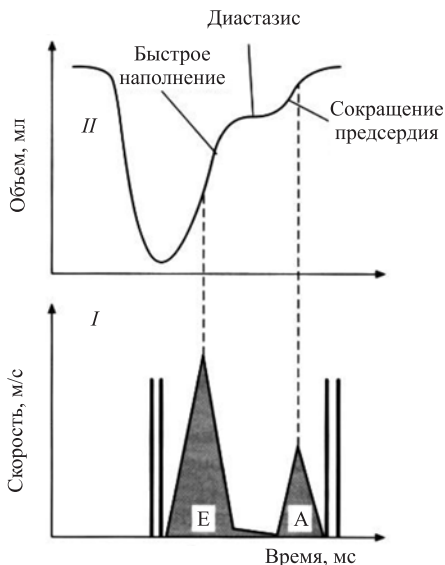 Диастазис
Быстрое
наполнение
Сокращение
предсердия
II
Объем, мл
I
Скорость, м/с
E
A
Время, мс